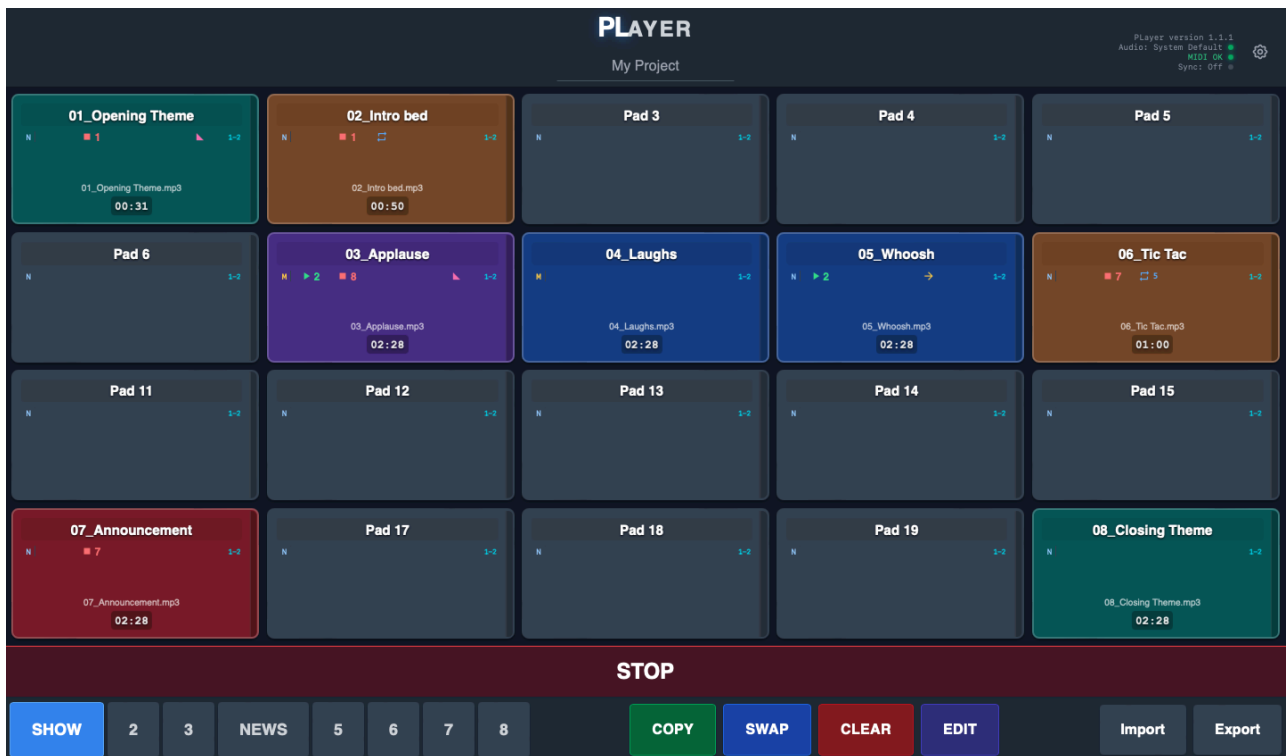 PLAYER
My Project
PLayer version 1.1.1
Audio: System Default
MIDI OK
Sync: Off
01_Opening Theme
N 1 1-2
01_Opening Theme.mp3
00:31
02_Intro bed
N 1 1-2
02_Intro bed.mp3
00:50
Pad 3
N 1-2
Pad 4
N 1-2
Pad 5
N 1-2
Pad 6
N 1-2
03_Applause
M 2 8 1-2
03_Applause.mp3
02:28
04_Laughs
M 1-2
04_Laughs.mp3
02:28
05_Whoosh
N 2 1-2
05_Whoosh.mp3
02:28
06_Tic Tac
N 7 5 1-2
06_Tic Tac.mp3
01:00
Pad 11
N 1-2
Pad 12
N 1-2
Pad 13
N 1-2
Pad 14
N 1-2
Pad 15
N 1-2
07_Announcement
N 7 1-2
07_Announcement.mp3
02:28
Pad 17
N 1-2
Pad 18
N 1-2
Pad 19
N 1-2
08_Closing Theme
N 1-2
08_Closing Theme.mp3
02:28
STOP
SHOW 2 3 NEWS 5 6 7 8 COPY SWAP CLEAR EDIT Import Export